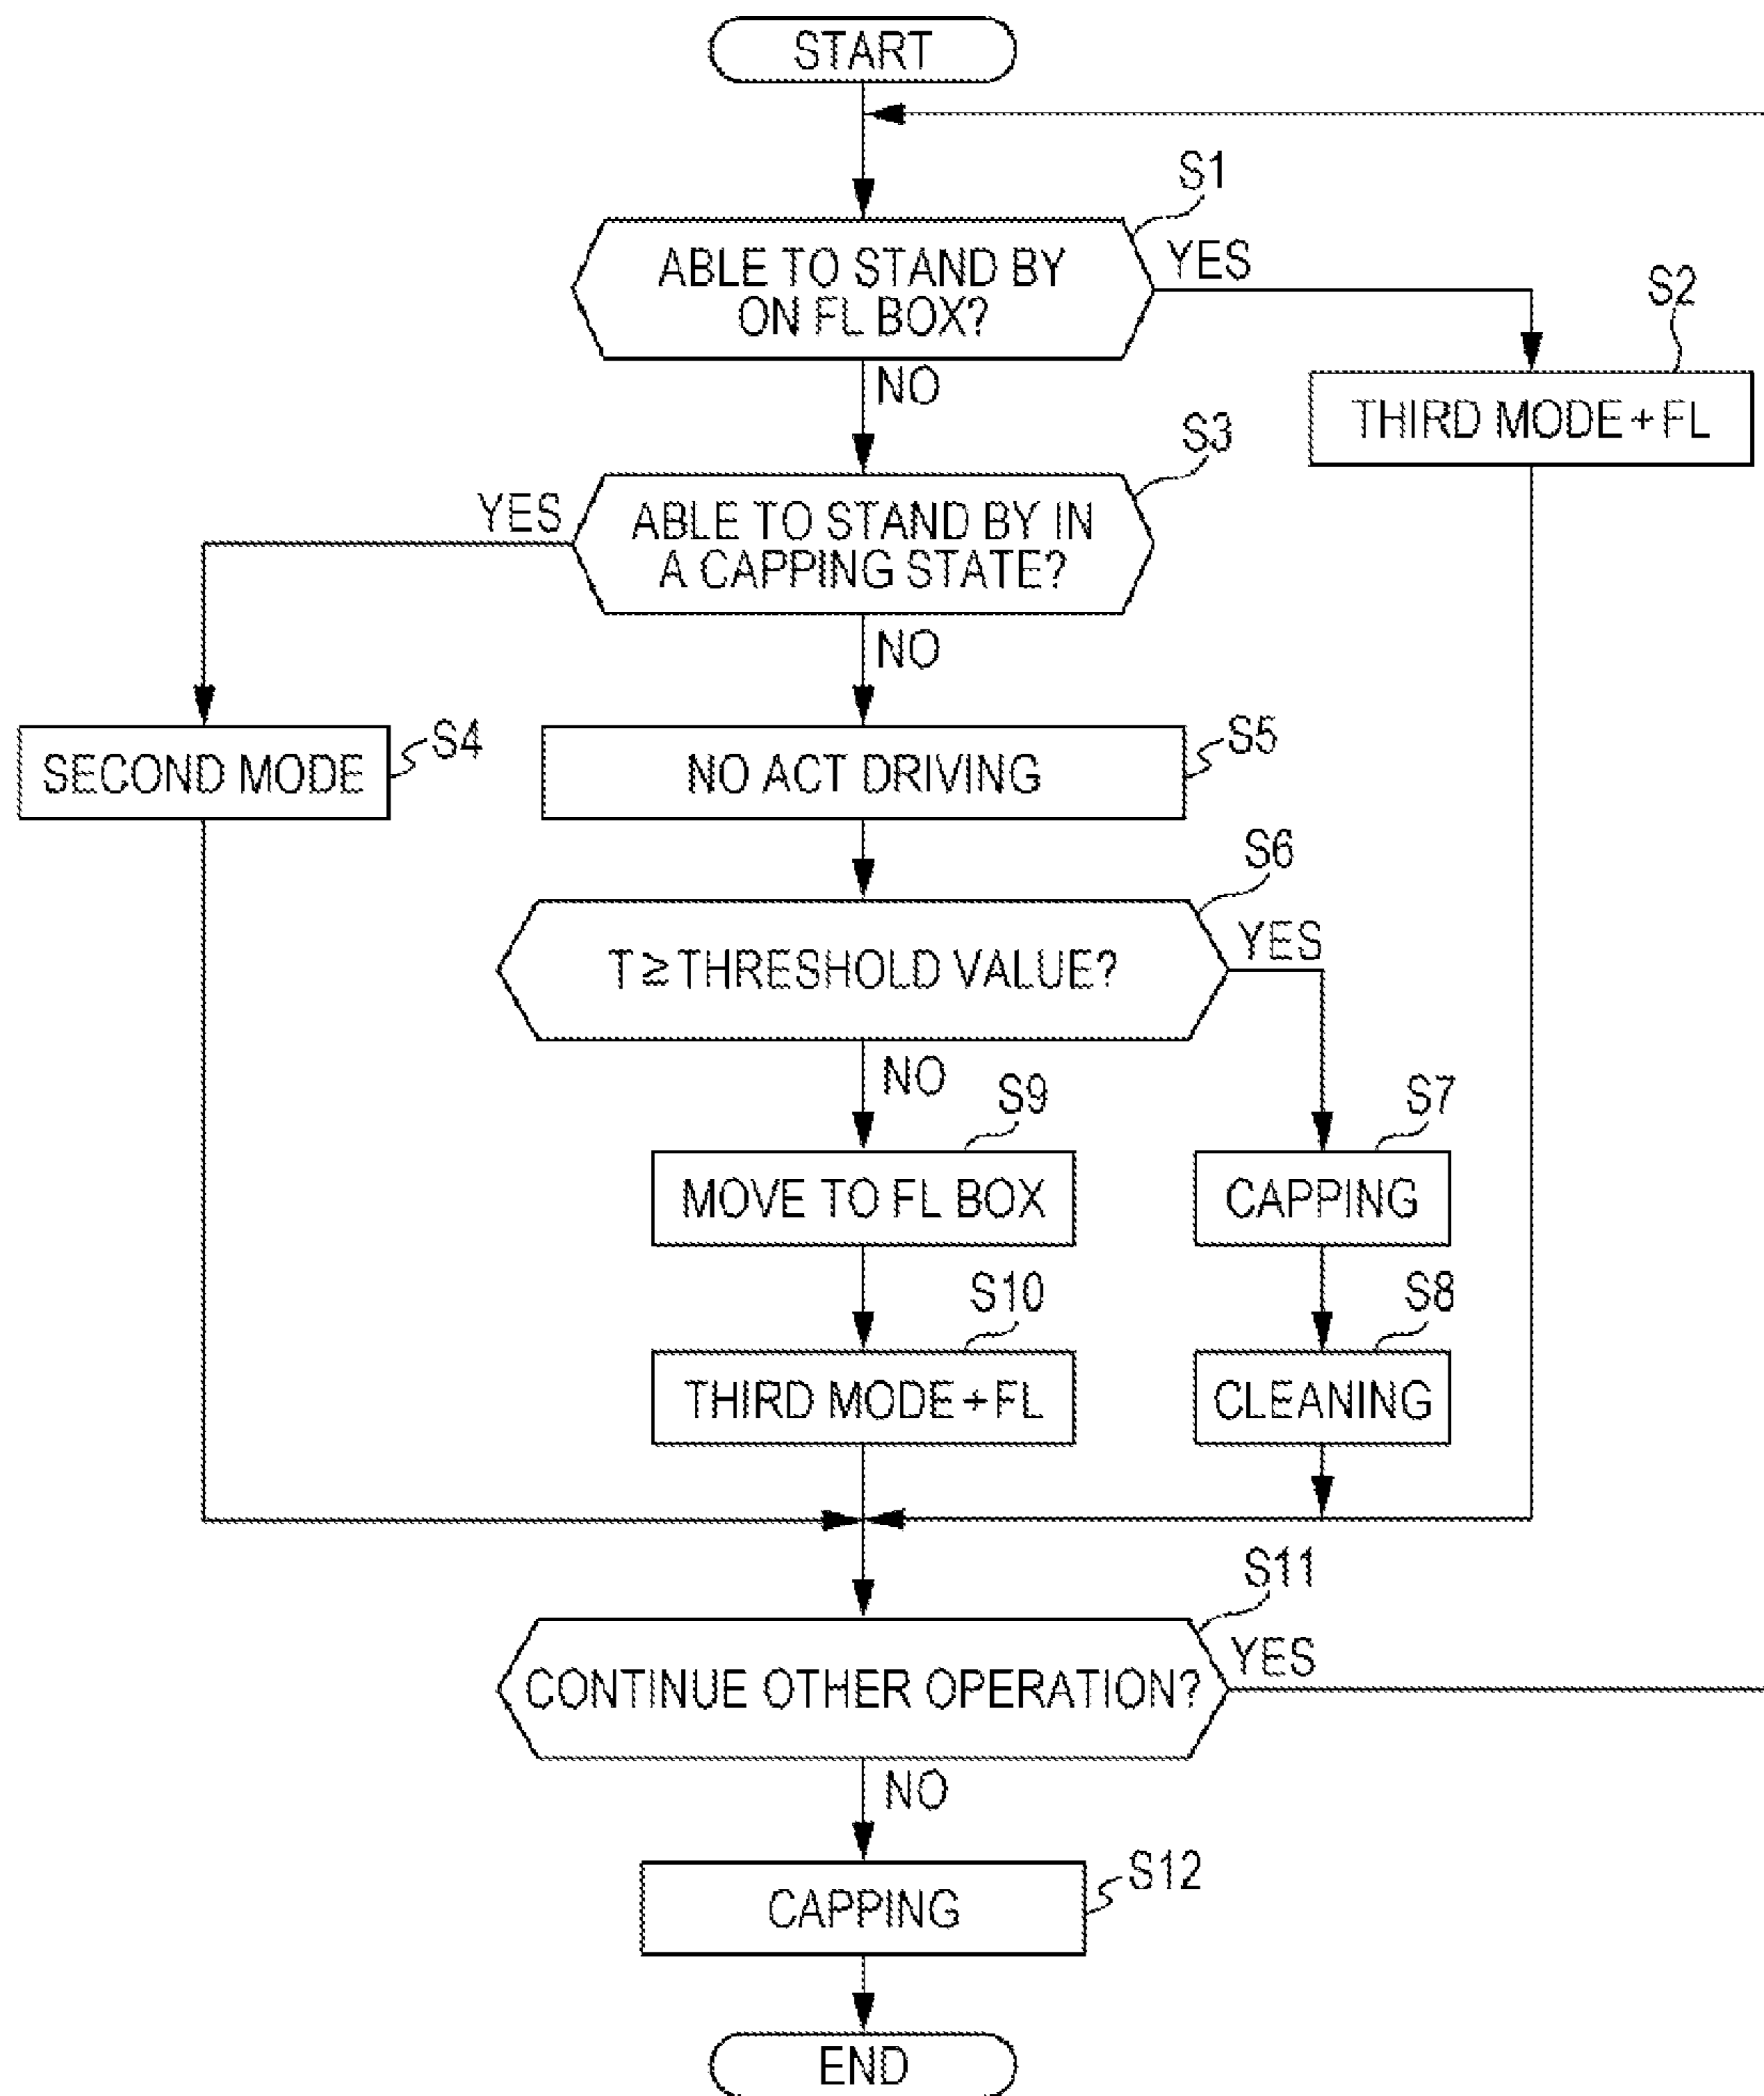 START
S1
ABLE TO STAND BY
ON FL BOX?
YES
NO
S2
THIRD MODE + FL
S3
ABLE TO STAND BY IN
A CAPPING STATE?
YES
NO
SECOND MODE
S4
NO ACT DRIVING
S5
S6
T ≧ THRESHOLD VALUE?
YES
NO
S9
MOVE TO FL BOX
S7
CAPPING
S10
THIRD MODE + FL
S8
CLEANING
S11
CONTINUE OTHER OPERATION?
YES
NO
CAPPING
S12
END